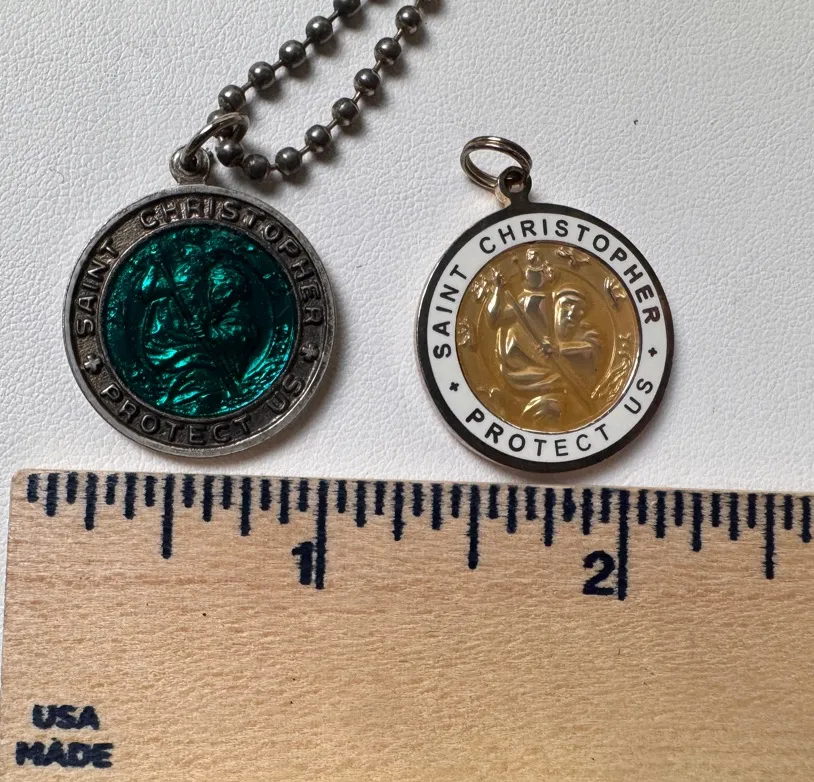 SAINT CHRISTOPHER
PROTECT US
SAINT CHRISTOPHER
PROTECT US
1
2
USA
MADE